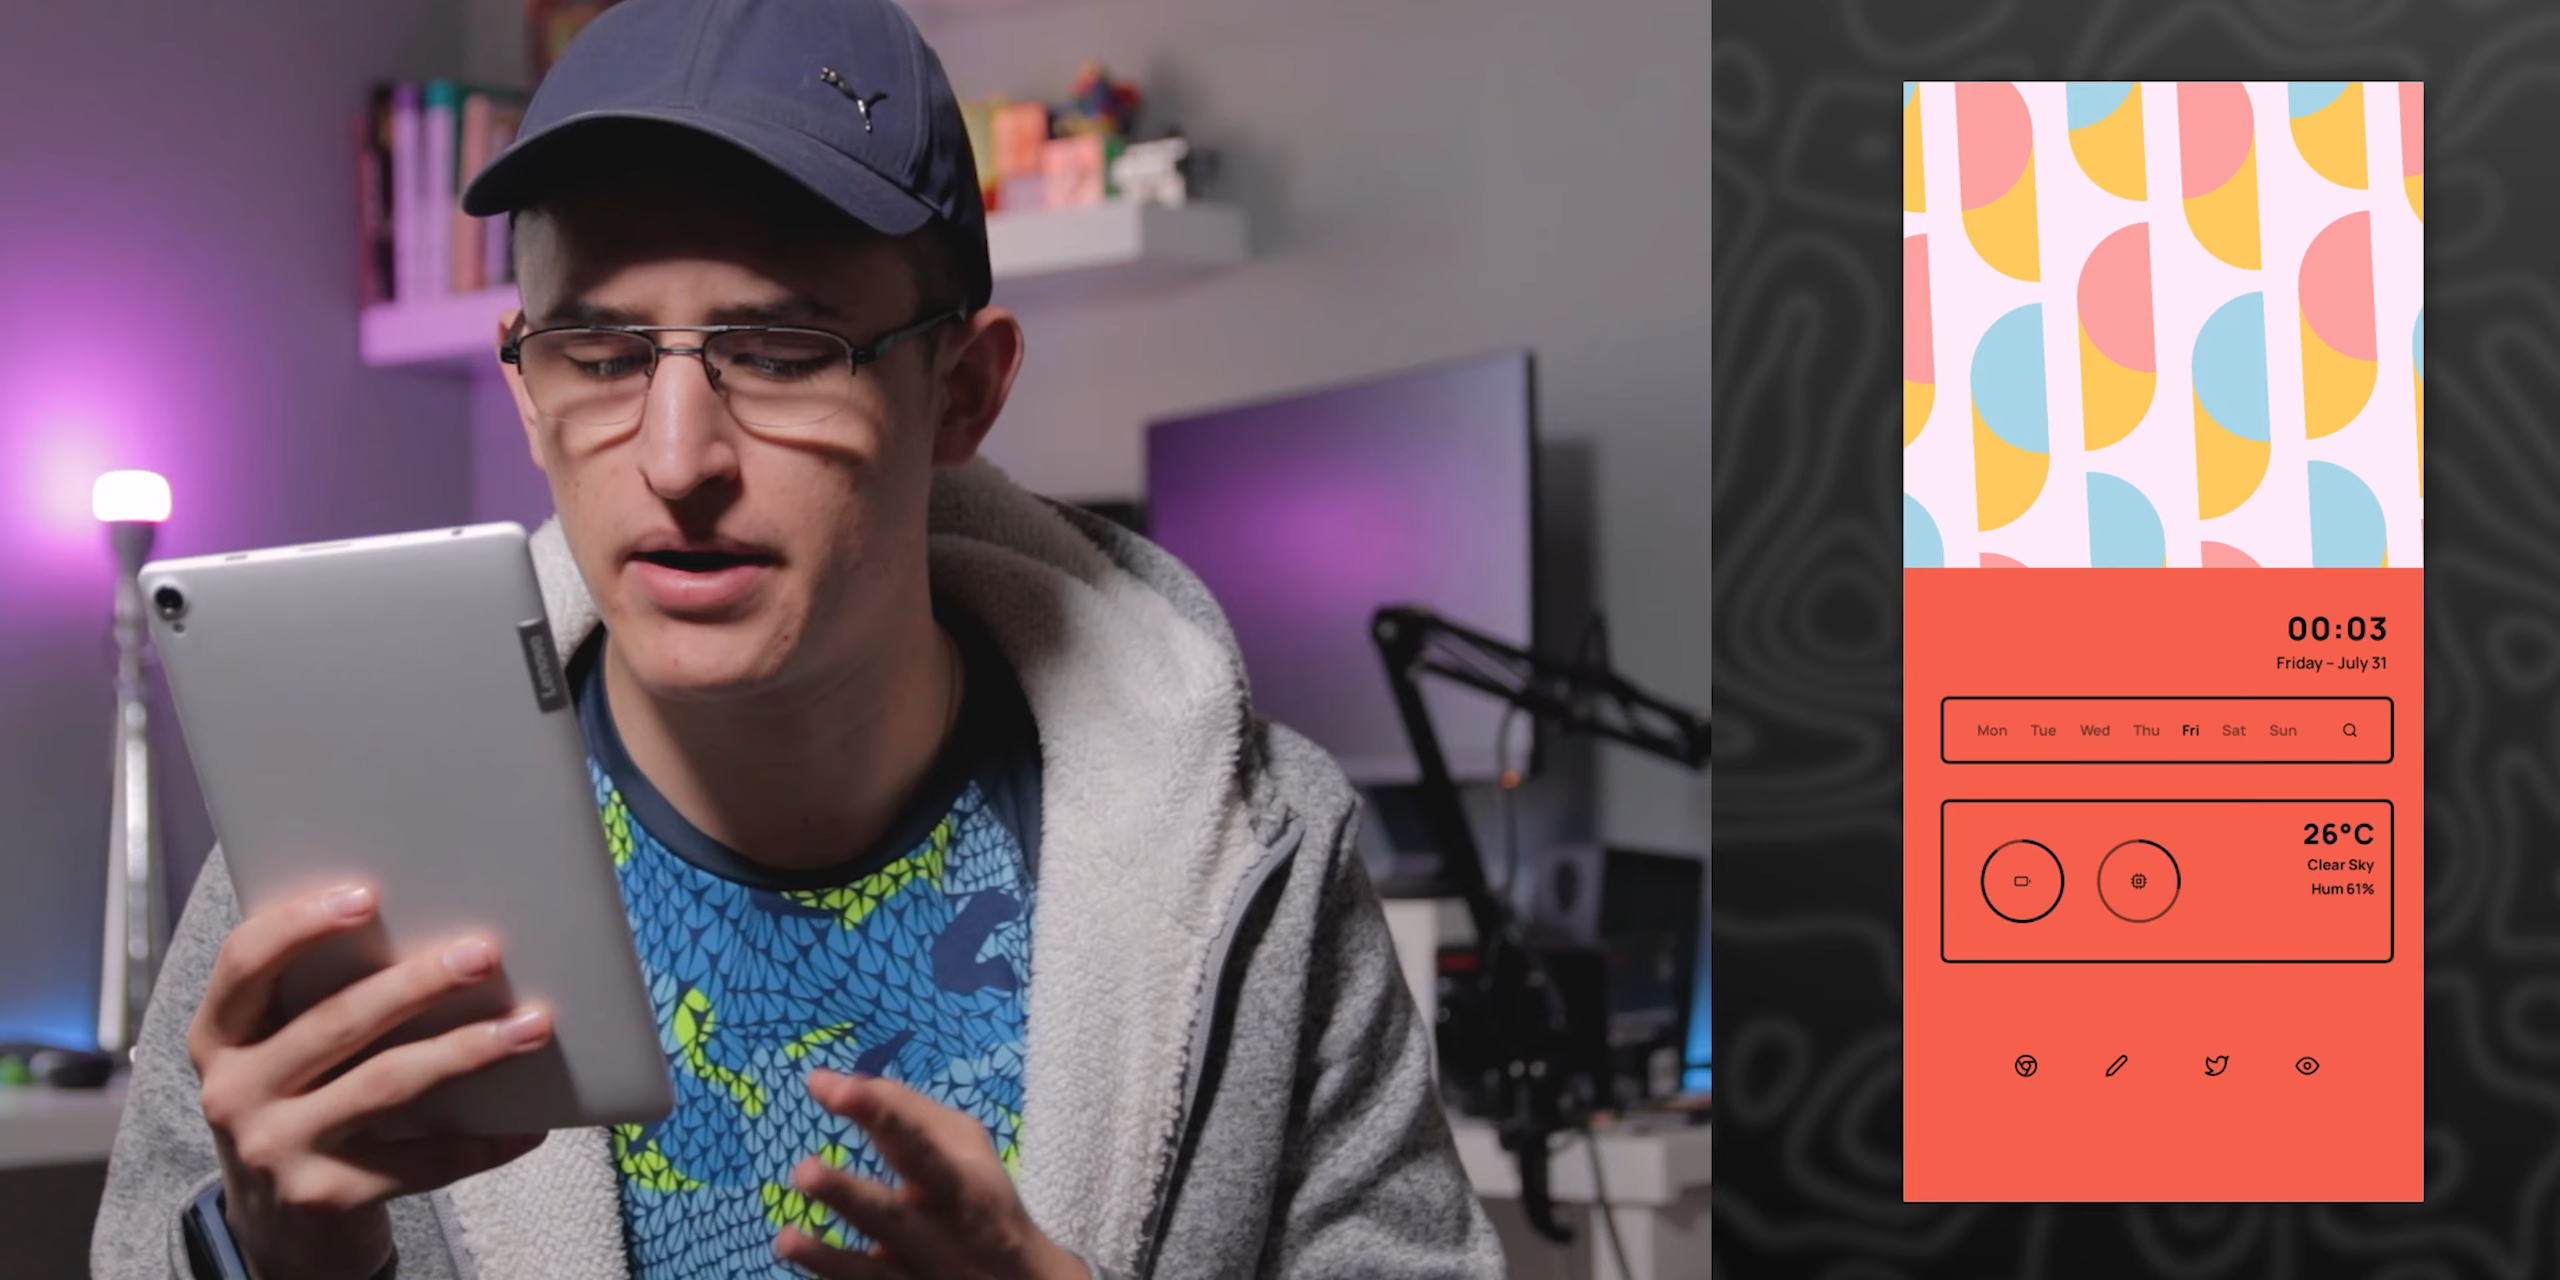 Lenovo
00:03
Friday – July 31
Mon Tue Wed Thu Fri Sat Sun
26°C
Clear Sky
Hum 61%